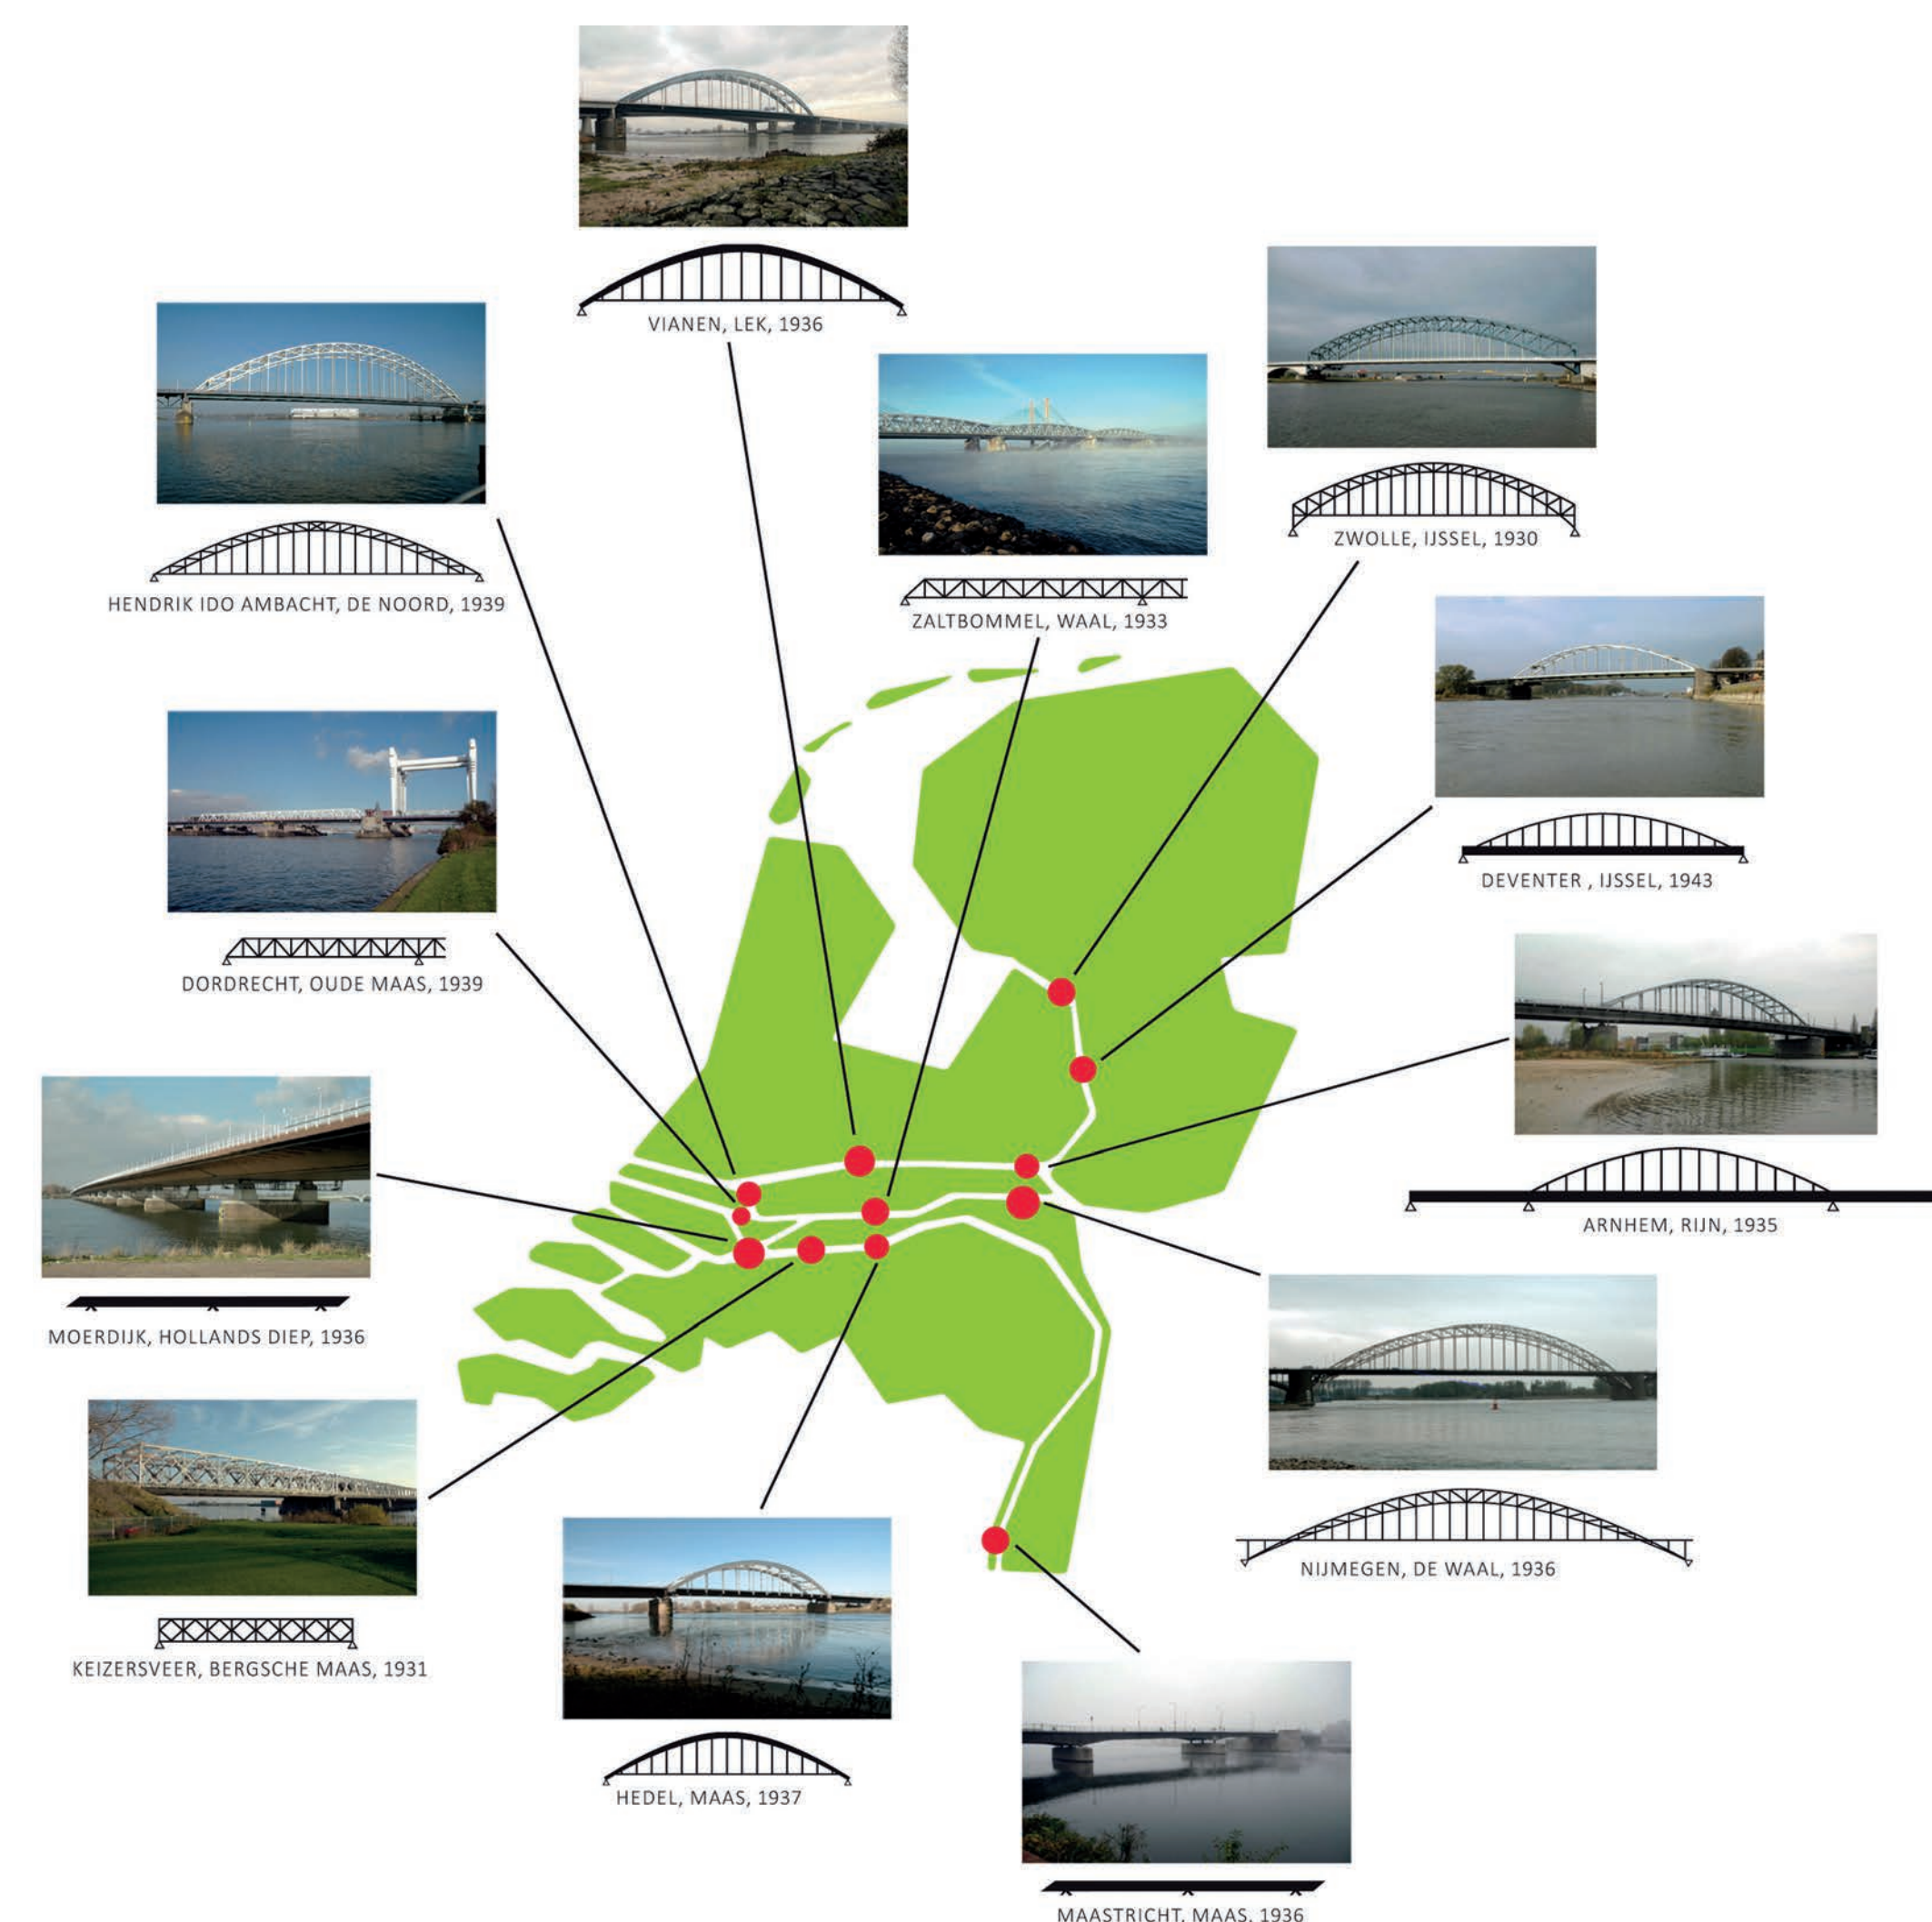 VIANEN, LEK, 1936
ZWOLLE, IJSSEL, 1930
HENDRIK IDO AMBACHT, DE NOORD, 1939
ZALTBOMMEL, WAAL, 1933
DEVENTER , IJSSEL, 1943
DORDRECHT, OUDE MAAS, 1939
ARNHEM, RIJN, 1935
MOERDIJK, HOLLANDS DIEP, 1936
NIJMEGEN, DE WAAL, 1936
KEIZERSVEER, BERGSCHE MAAS, 1931
HEDEL, MAAS, 1937
MAASTRICHT, MAAS, 1936